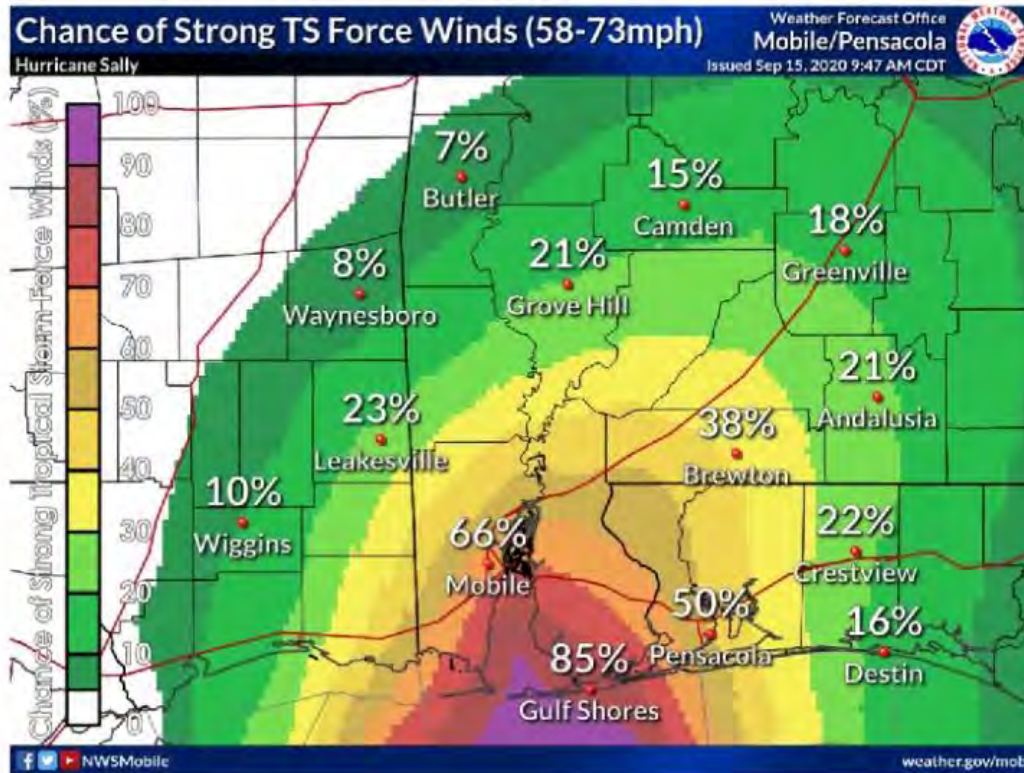 Chance of Strong TS Force Winds (58-73mph)
Hurricane Sally
Weather Forecast Office
Mobile/Pensacola
Issued Sep 15, 2020 9:47 AM CDT
Chance of Strong Tropical Storm-Force Winds (%)
100
90
80
70
60
50
40
30
20
10
0
7%
Butler
15%
Camden
18%
Greenville
8%
Waynesboro
21%
Grove Hill
21%
Andalusia
23%
Leakesville
38%
Brewton
10%
Wiggins
66%
Mobile
22%
Crestview
50%
Pensacola
16%
Destin
85%
Gulf Shores
NWSMobile
weather.gov/mob